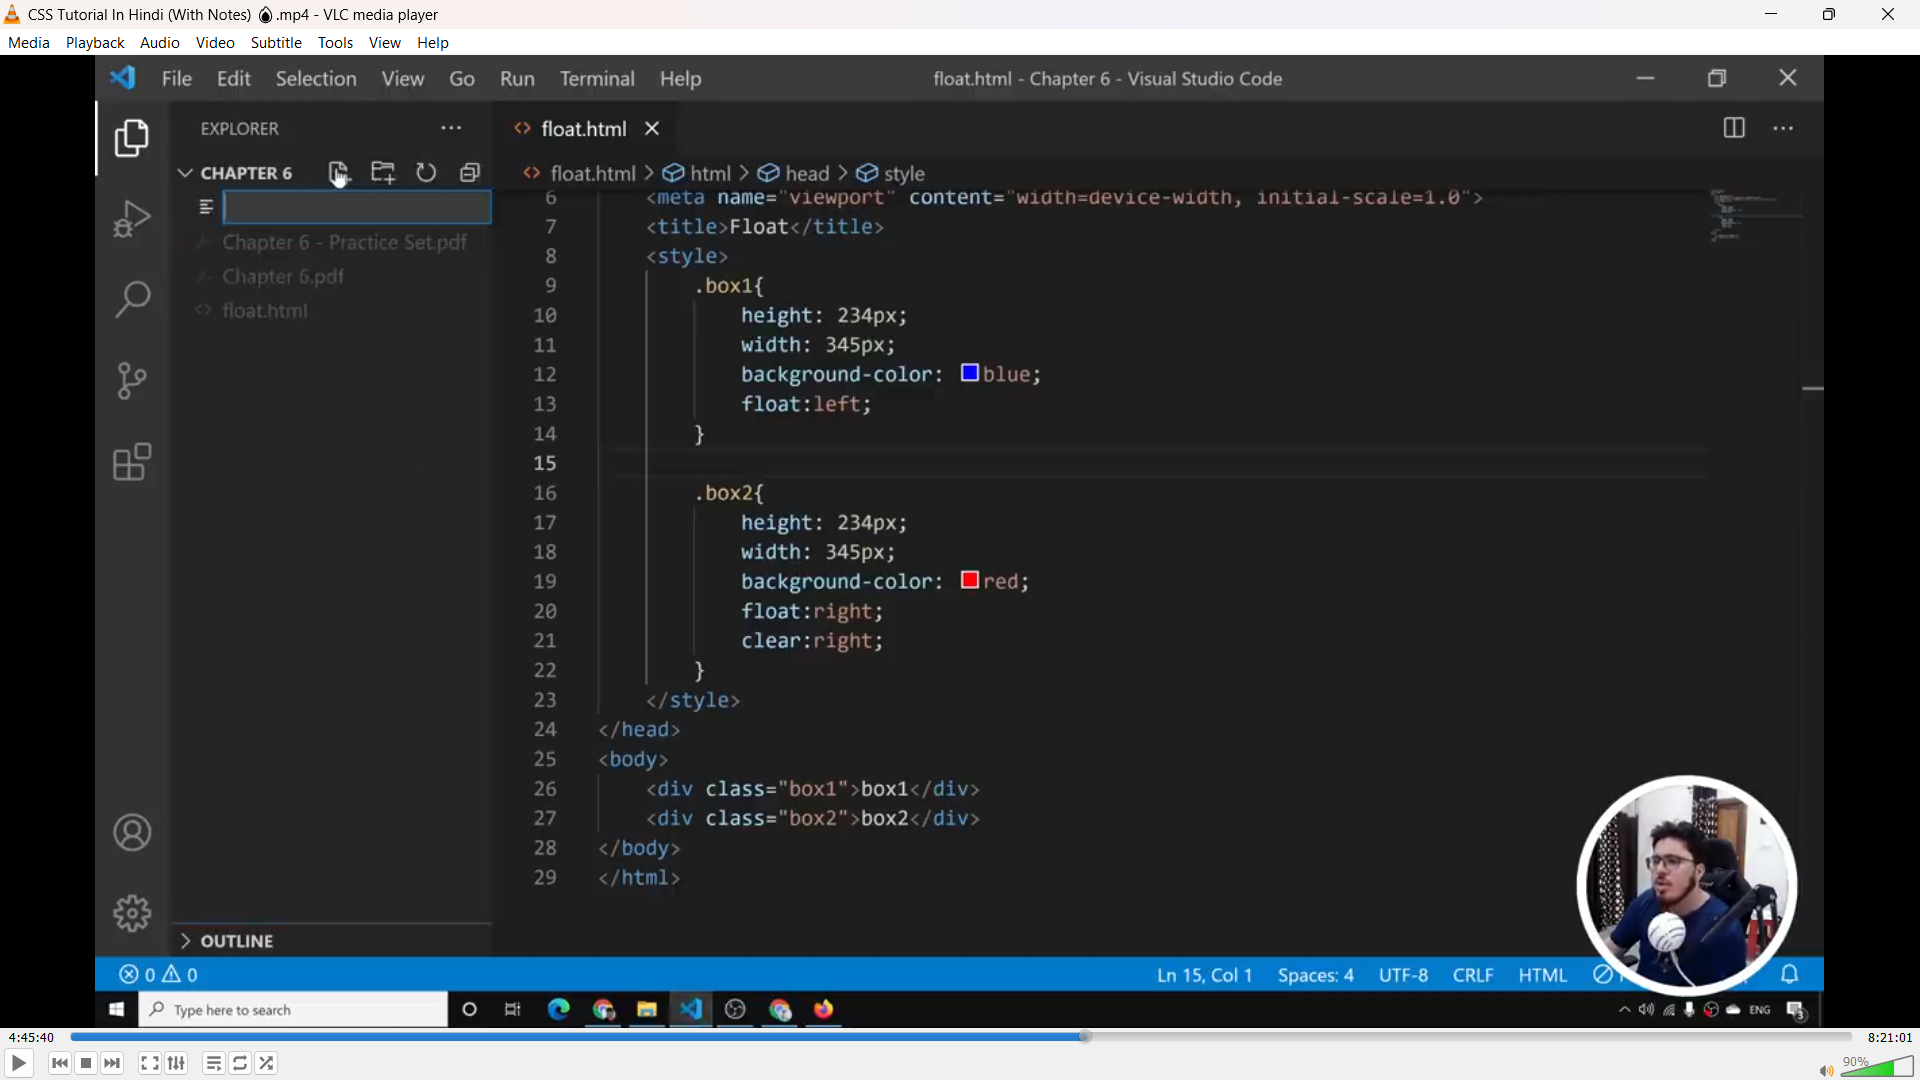 CSS Tutorial In Hindi (With Notes) 🔥.mp4 - VLC media player
Media Playback Audio Video Subtitle Tools View Help
File Edit Selection View Go Run Terminal Help float.html - Chapter 6 - Visual Studio Code
EXPLORER
float.html
CHAPTER 6
float.html > html > head > style
Chapter 6 - Practice Set.pdf
Chapter 6.pdf
float.html
6 <meta name="viewport" content="width=device-width, initial-scale=1.0">
7 <title>Float</title>
8 <style>
9 .box1{
10 height: 234px;
11 width: 345px;
12 background-color: blue;
13 float:left;
14 }
15
16 .box2{
17 height: 234px;
18 width: 345px;
19 background-color: red;
20 float:right;
21 clear:right;
22 }
23 </style>
24 </head>
25 <body>
26 <div class="box1">box1</div>
27 <div class="box2">box2</div>
28 </body>
29 </html>
OUTLINE
0 0 Ln 15, Col 1 Spaces: 4 UTF-8 CRLF HTML
Type here to search
ENG
3
4:45:40 8:21:01
90%